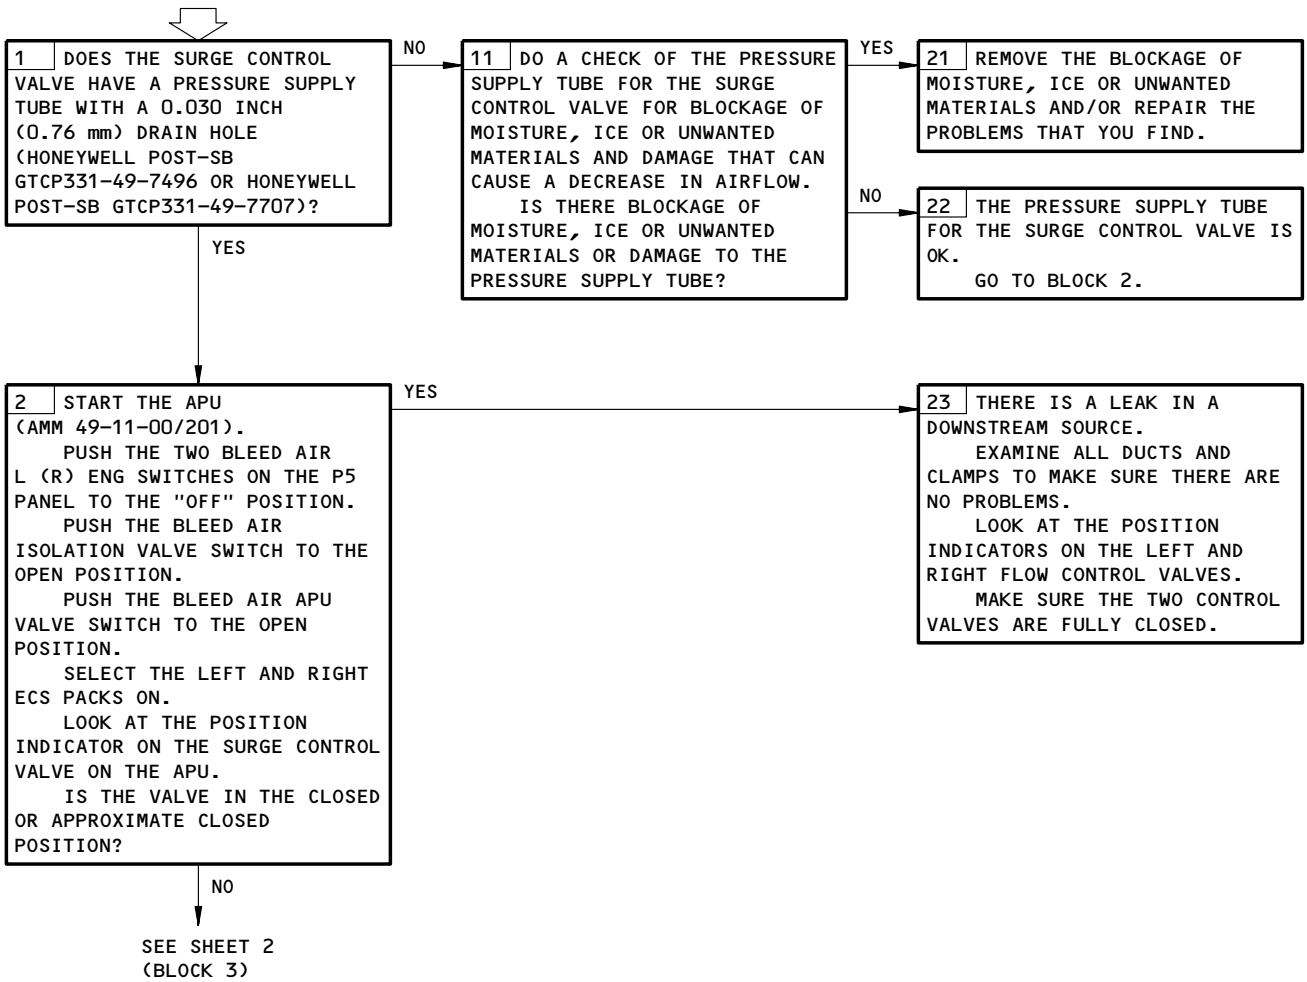 1 DOES THE SURGE CONTROL
VALVE HAVE A PRESSURE SUPPLY
TUBE WITH A 0.030 INCH
(0.76 mm) DRAIN HOLE
(HONEYWELL POST-SB
GTCP331-49-7496 OR HONEYWELL
POST-SB GTCP331-49-7707)?
NO
YES
11 DO A CHECK OF THE PRESSURE
SUPPLY TUBE FOR THE SURGE
CONTROL VALVE FOR BLOCKAGE OF
MOISTURE, ICE OR UNWANTED
MATERIALS AND DAMAGE THAT CAN
CAUSE A DECREASE IN AIRFLOW.
IS THERE BLOCKAGE OF
MOISTURE, ICE OR UNWANTED
MATERIALS OR DAMAGE TO THE
PRESSURE SUPPLY TUBE?
YES
NO
21 REMOVE THE BLOCKAGE OF
MOISTURE, ICE OR UNWANTED
MATERIALS AND/OR REPAIR THE
PROBLEMS THAT YOU FIND.
22 THE PRESSURE SUPPLY TUBE
FOR THE SURGE CONTROL VALVE IS
OK.
GO TO BLOCK 2.
2 START THE APU
(AMM 49-11-00/201).
PUSH THE TWO BLEED AIR
L (R) ENG SWITCHES ON THE P5
PANEL TO THE "OFF" POSITION.
PUSH THE BLEED AIR
ISOLATION VALVE SWITCH TO THE
OPEN POSITION.
PUSH THE BLEED AIR APU
VALVE SWITCH TO THE OPEN
POSITION.
SELECT THE LEFT AND RIGHT
ECS PACKS ON.
LOOK AT THE POSITION
INDICATOR ON THE SURGE CONTROL
VALVE ON THE APU.
IS THE VALVE IN THE CLOSED
OR APPROXIMATE CLOSED
POSITION?
YES
NO
23 THERE IS A LEAK IN A
DOWNSTREAM SOURCE.
EXAMINE ALL DUCTS AND
CLAMPS TO MAKE SURE THERE ARE
NO PROBLEMS.
LOOK AT THE POSITION
INDICATORS ON THE LEFT AND
RIGHT FLOW CONTROL VALVES.
MAKE SURE THE TWO CONTROL
VALVES ARE FULLY CLOSED.
SEE SHEET 2
(BLOCK 3)